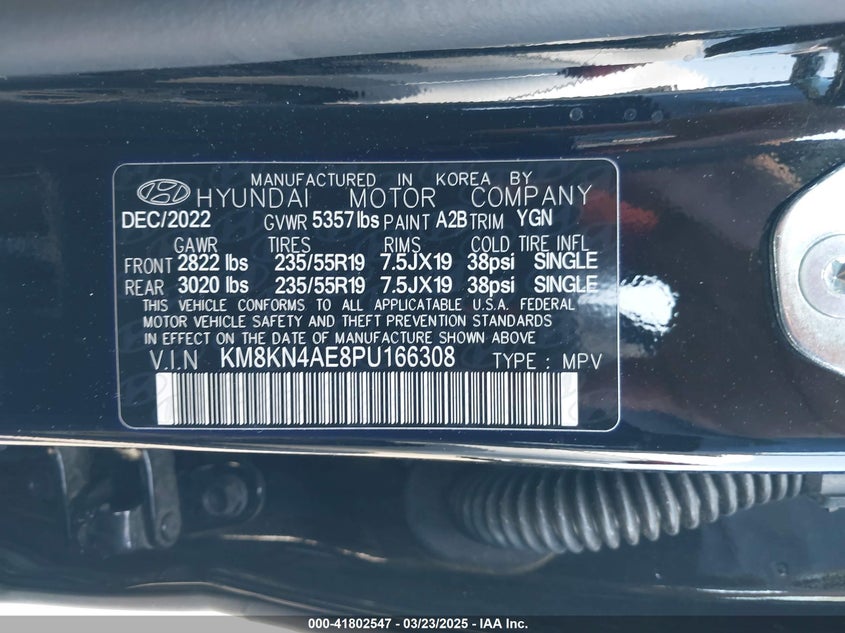 MANUFACTURED IN KOREA BY
HYUNDAI MOTOR COMPANY
DEC/2022 GVWR 5357lbs PAINT A2B TRIM YGN
GAWR TIRES RIMS COLD TIRE INFL
FRONT 2822 lbs 235/55R19 7.5JX19 38psi SINGLE
REAR 3020 lbs 235/55R19 7.5JX19 38psi SINGLE
THIS VEHICLE CONFORMS TO ALL APPLICATABLE U.S.A. FEDERAL
MOTOR VEHICLE SAFETY AND THEFT PREVENTION STANDARDS
IN EFFECT ON THE DATE OF MANUFACTURE SHOWN ABOVE
V.I.N KM8KN4AE8PU166308 TYPE : MPV
000-41802547 - 03/23/2025 - IAA Inc.